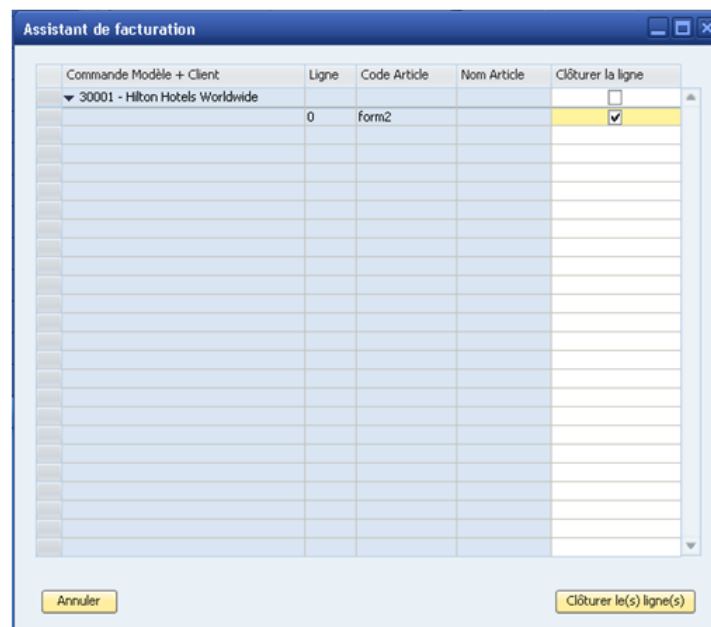 Assistant de facturation
Commande Modèle + Client Ligne Code Article Nom Article Clôturer la ligne
30001 - Hilton Hotels Worldwide
0 form2
Annuler Clôturer le(s) ligne(s)